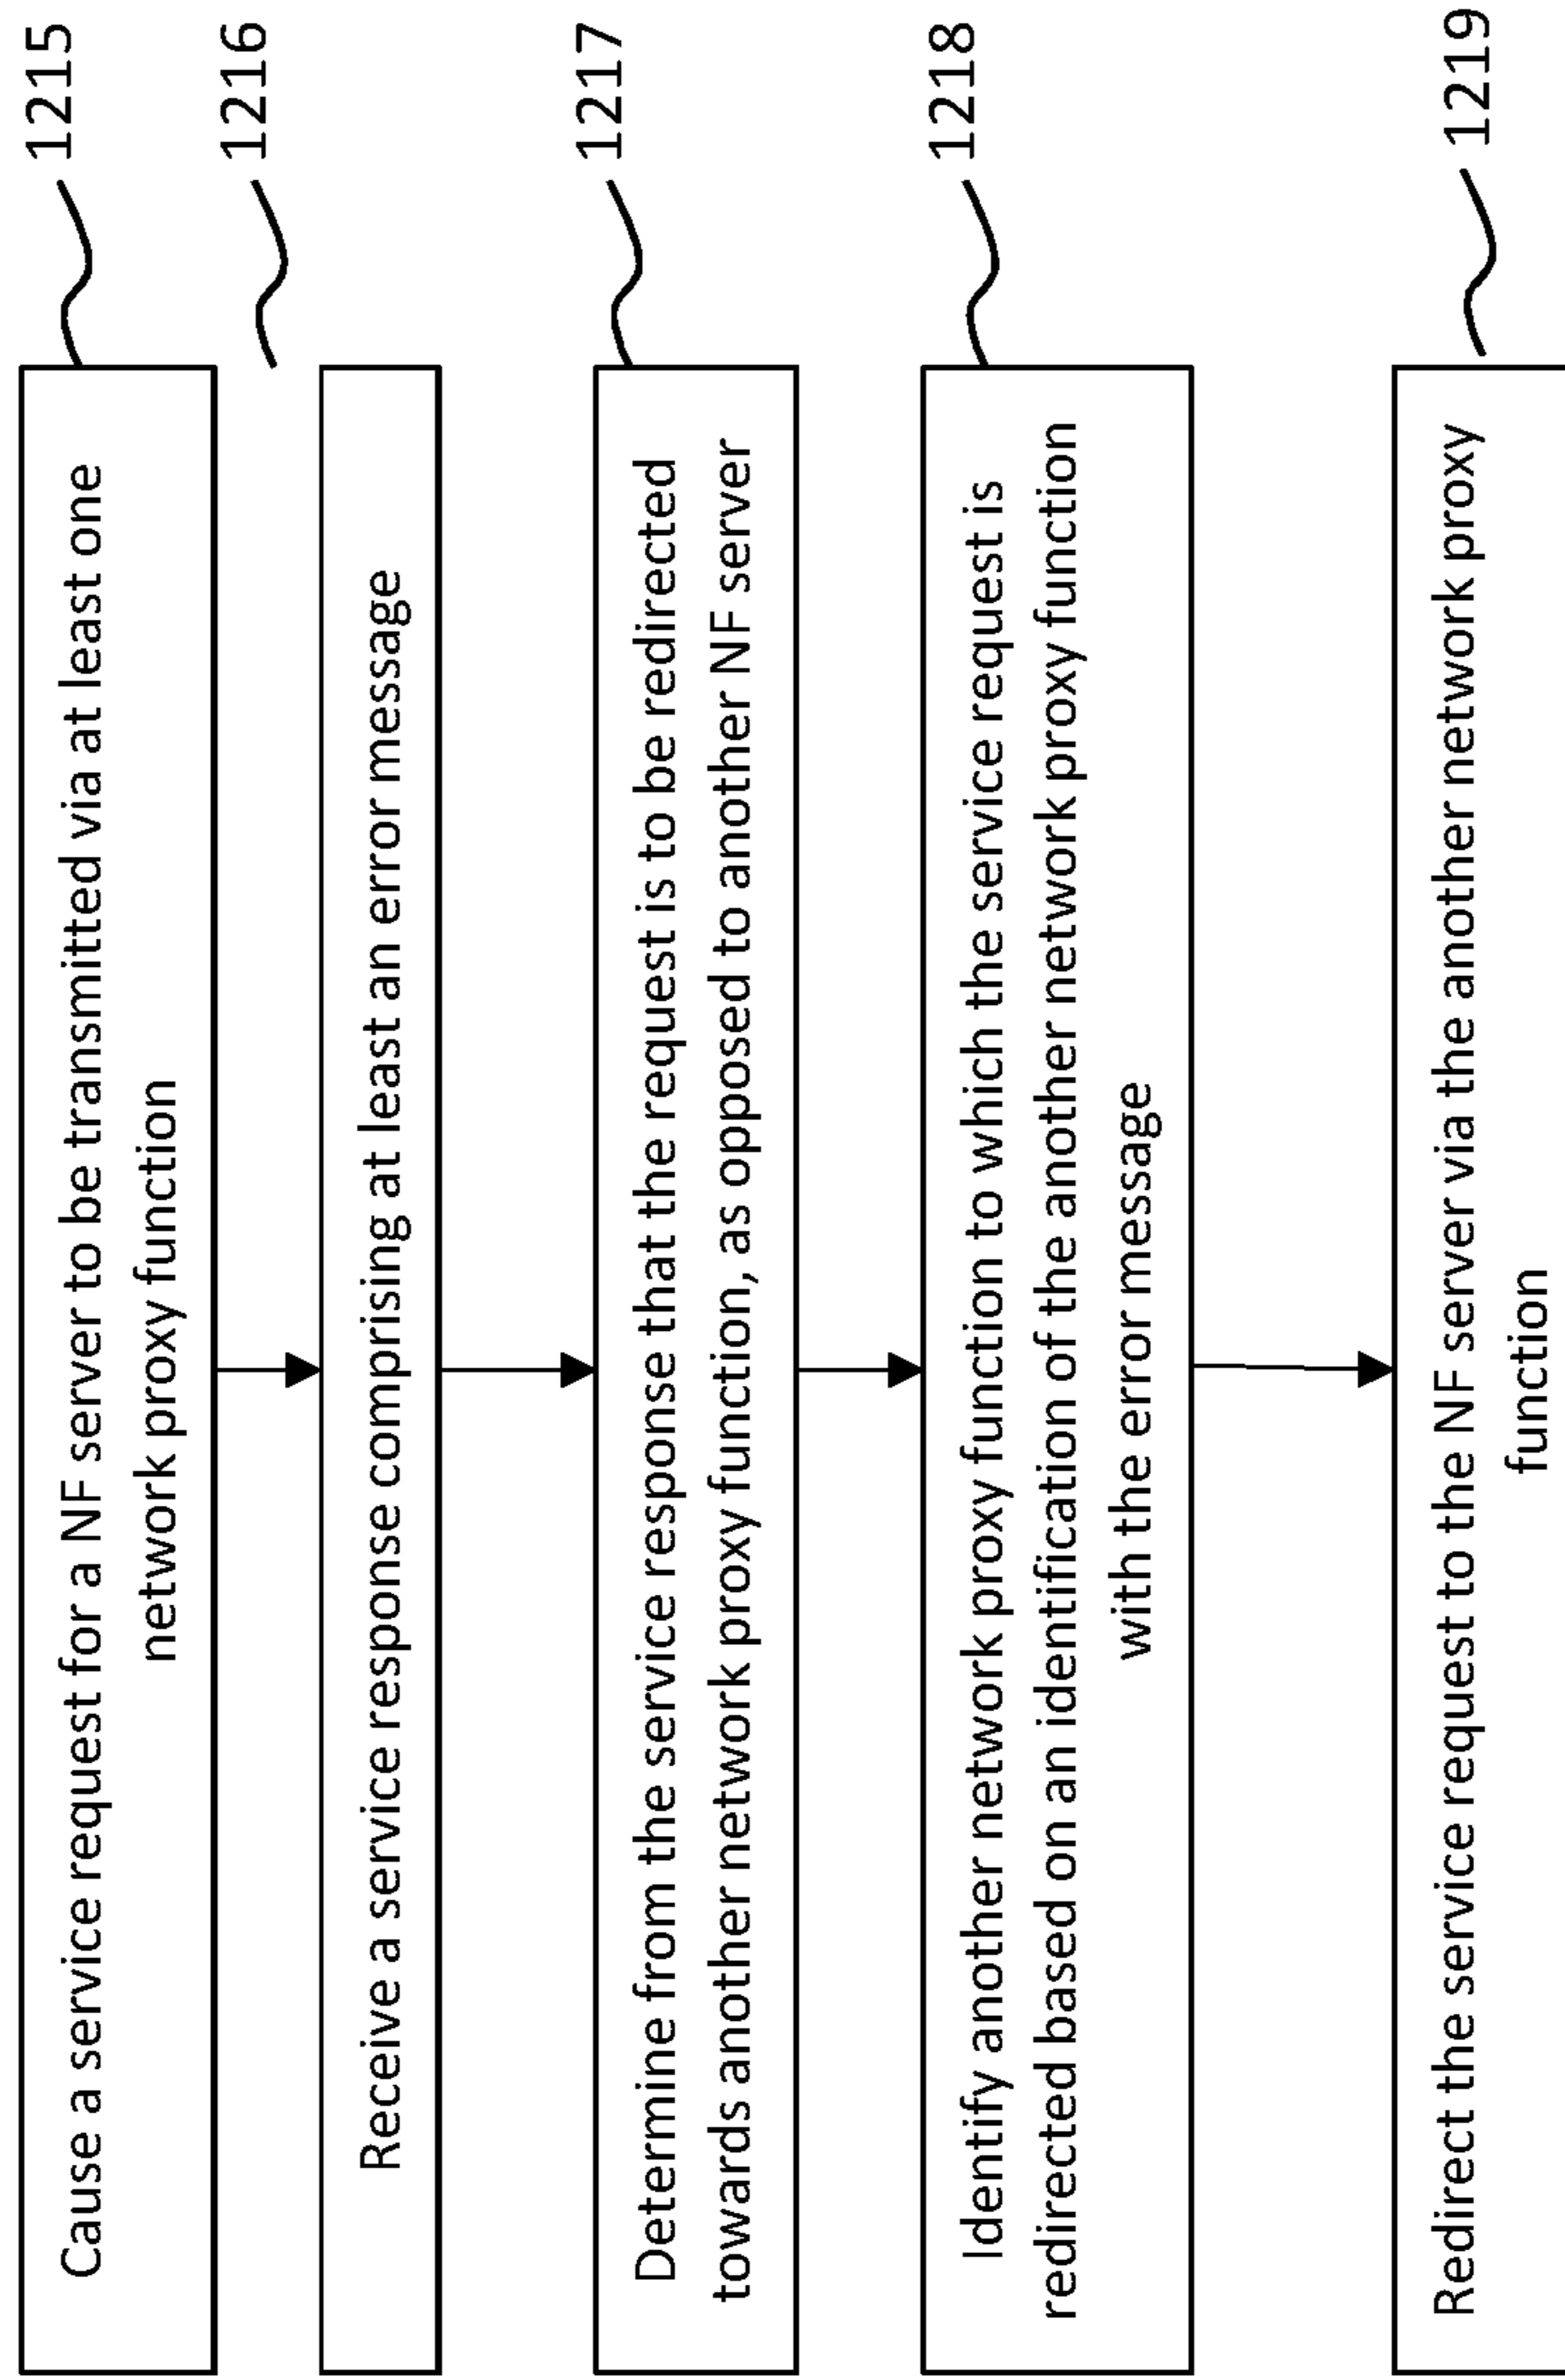 Cause a service request for a NF server to be transmitted via at least one
network proxy function
1215
Receive a service response comprising at least an error message
1216
Determine from the service response that the request is to be redirected
towards another network proxy function, as opposed to another NF server
1217
Identify another network proxy function to which the service request is
redirected based on an identification of the another network proxy function
with the error message
1218
Redirect the service request to the NF server via the another network proxy
function
1219